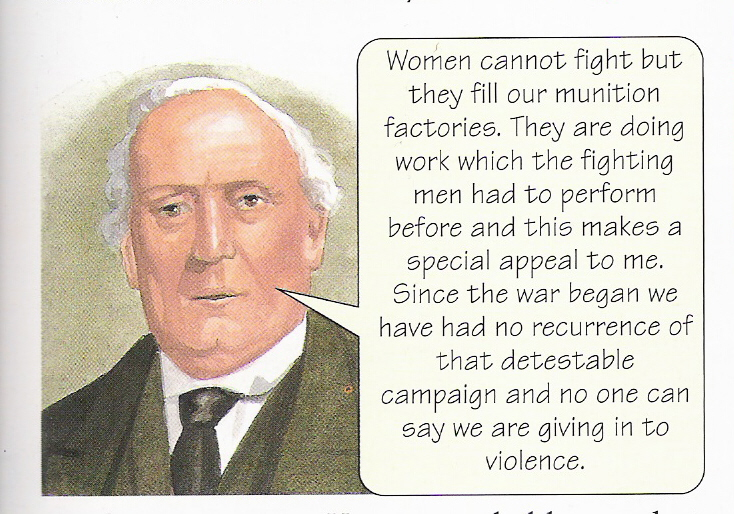 Women cannot fight but
they fill our munition
factories. They are doing
work which the fighting
men had to perform
before and this makes a
special appeal to me.
Since the war began we
have had no recurrence of
that detestable
campaign and no one can
say we are giving in to
violence.